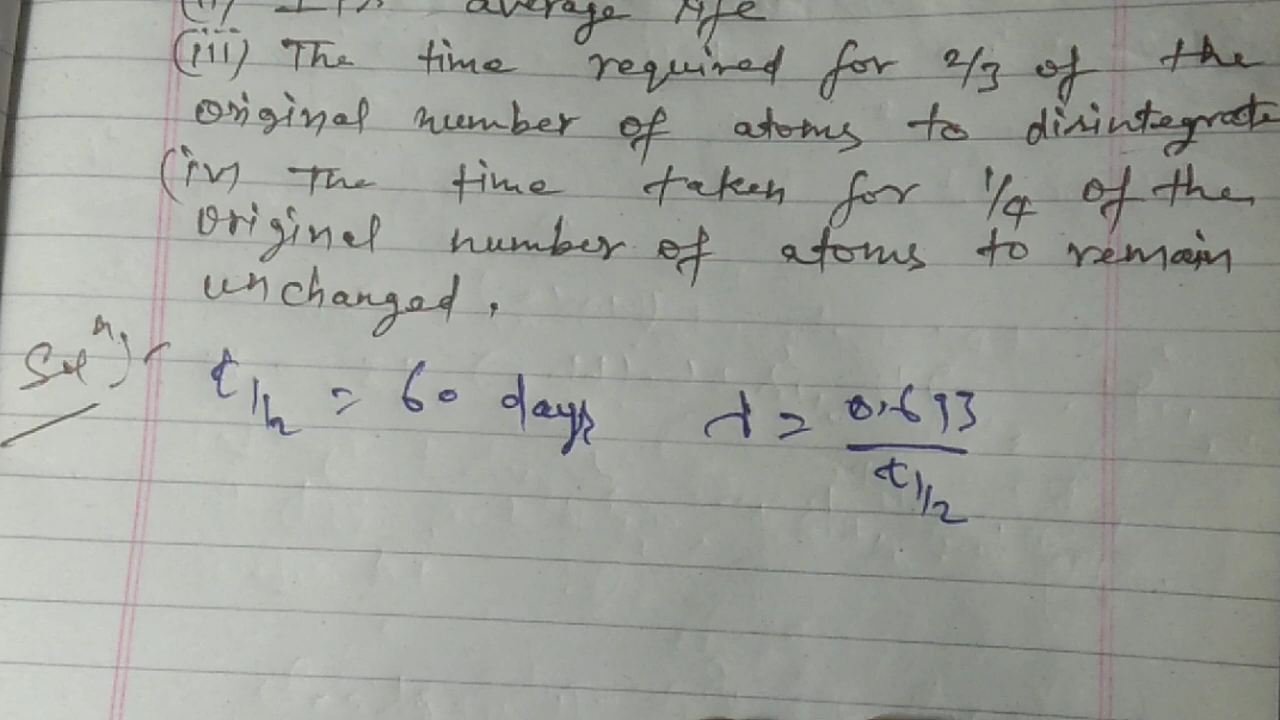 (ii) Its average life
(iii) The time required for 2/3 of the
original number of atoms to disintegrate
(iv) The time taken for 1/4 of the
original number of atoms to remain
unchanged.
Solⁿ:- t1/2 = 60 days λ = 0.693/t1/2